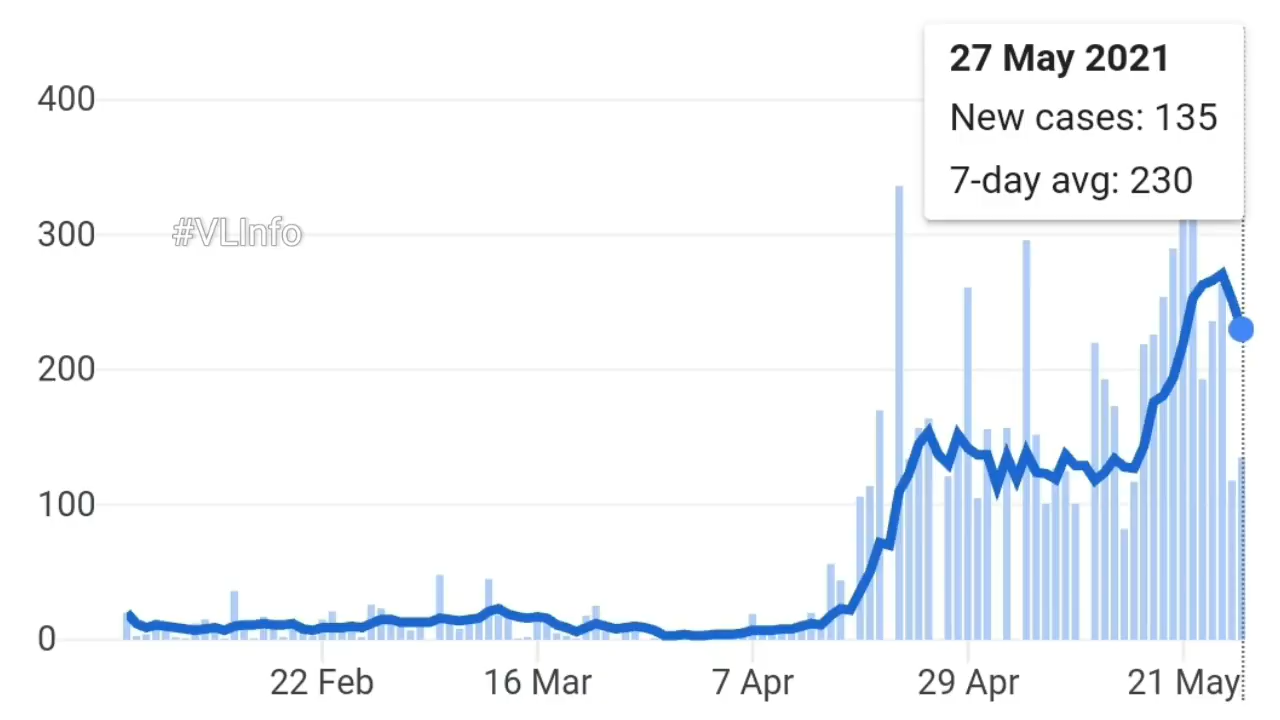 27 May 2021
New cases: 135
7-day avg: 230
400
300
200
100
0
#VLInfo
22 Feb 16 Mar 7 Apr 29 Apr 21 May